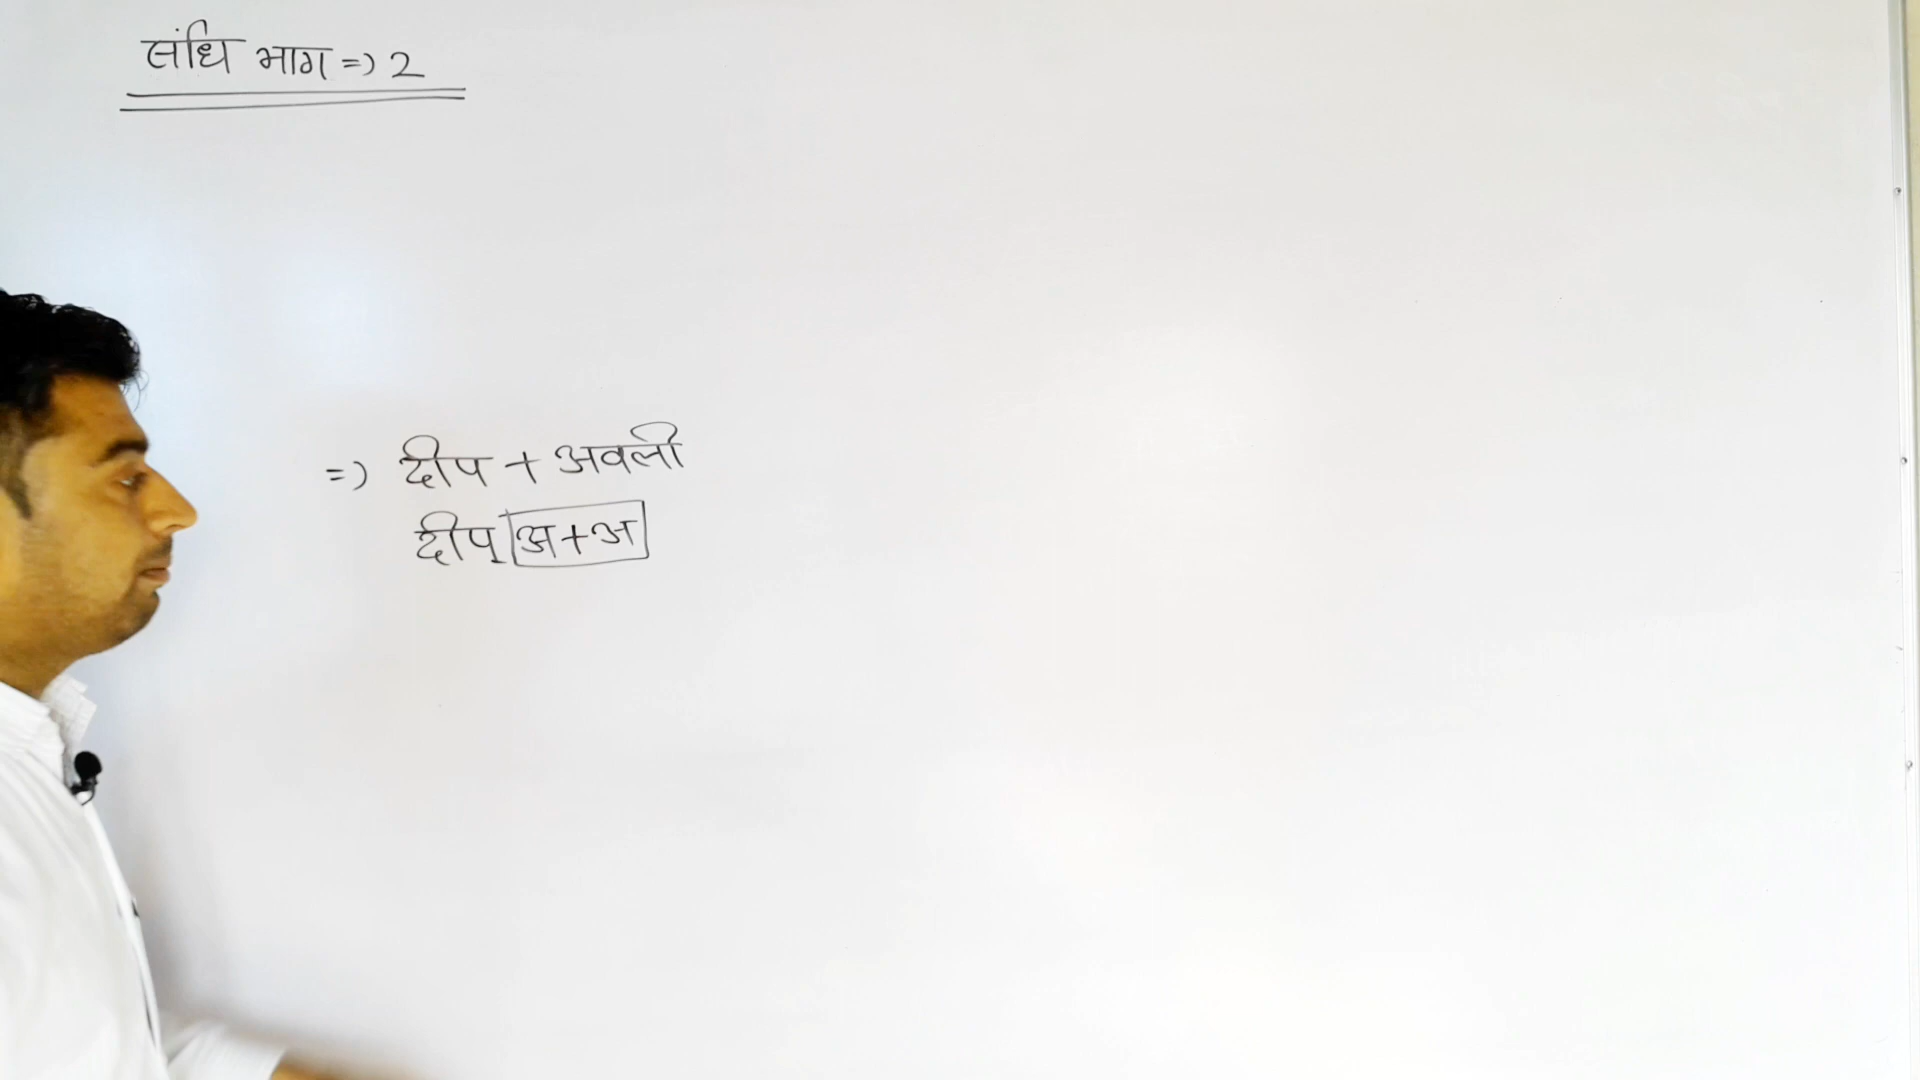 संधि भाग => 2
=> दीप + अवली
दीप् अ+अ